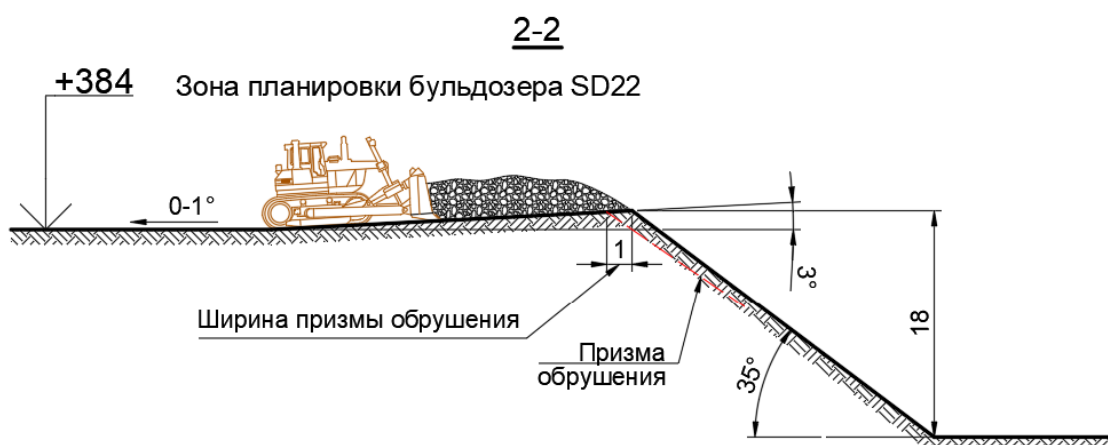 2-2
+384
Зона планировки бульдозера SD22
0-1°
1
3°
Ширина призмы обрушения
18
Призма
обрушения
35°